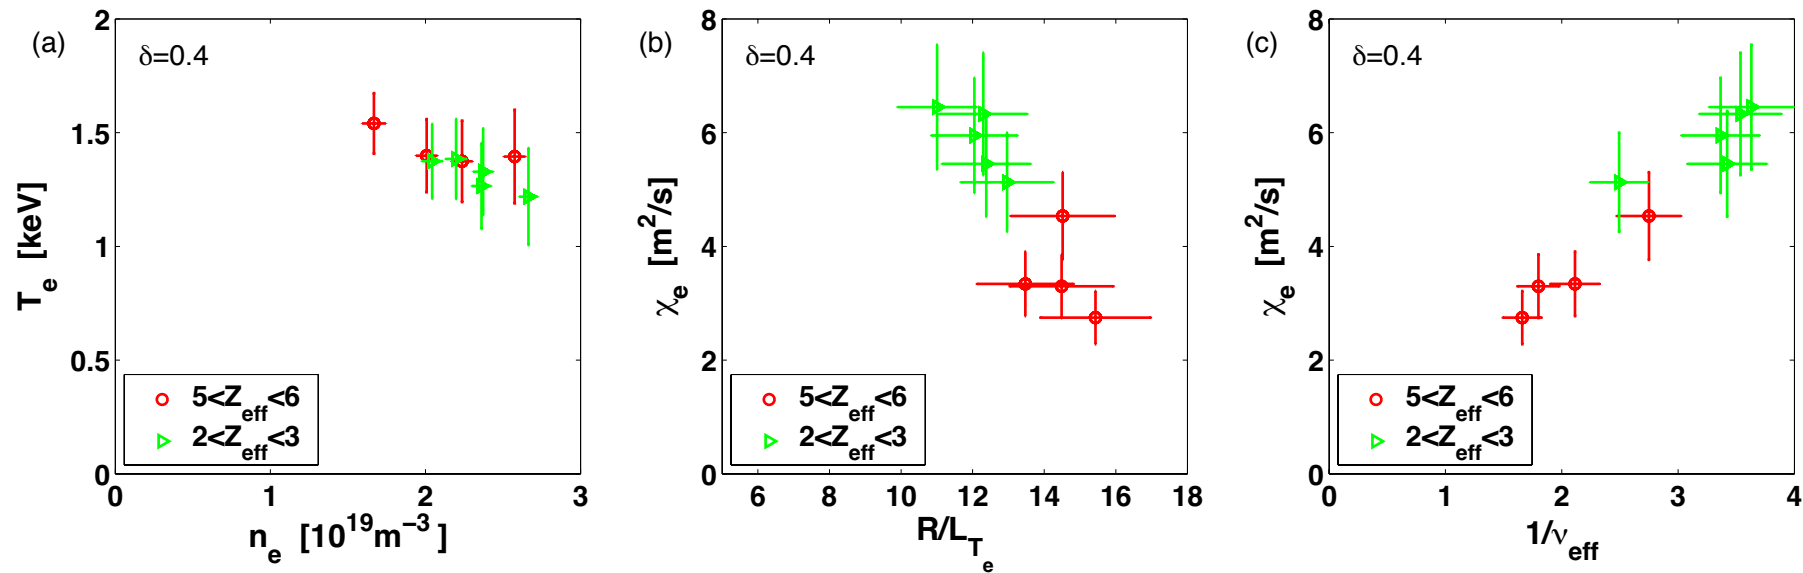 (a)
δ=0.4
2
1.5
1
0.5
0
T_e [keV]
5<Z_eff<6
2<Z_eff<3
0 1 2 3
n_e [10^19 m^−3 ]
(b)
δ=0.4
8
6
4
2
0
χ_e [m^2/s]
5<Z_eff<6
2<Z_eff<3
6 8 10 12 14 16 18
R/L_T_e
(c)
δ=0.4
8
6
4
2
0
χ_e [m^2/s]
5<Z_eff<6
2<Z_eff<3
0 1 2 3 4
1/ν_eff